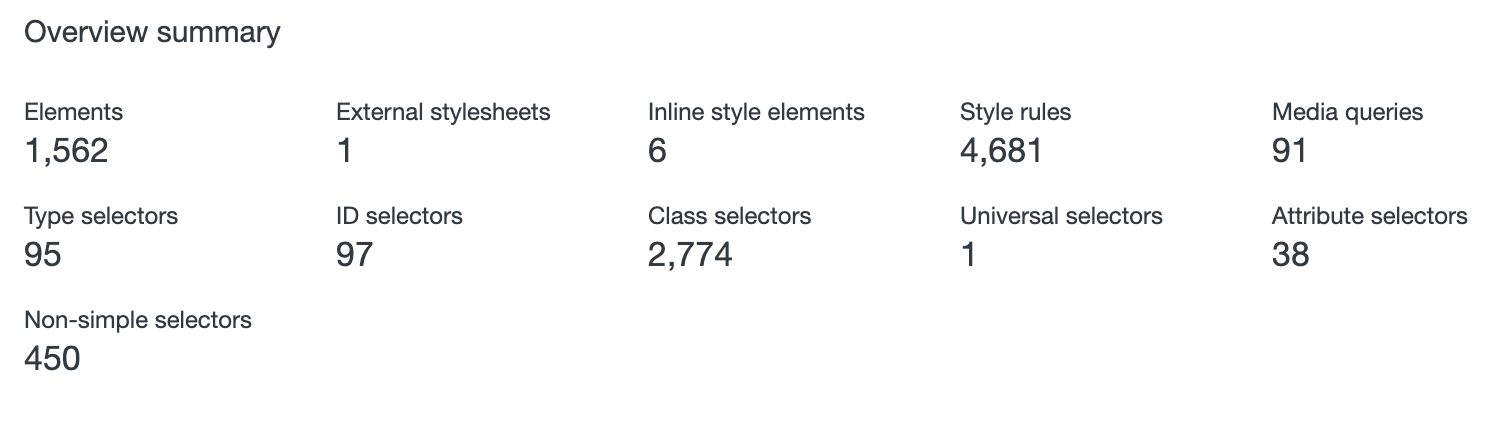 Overview summary
Elements External stylesheets Inline style elements Style rules Media queries
1,562 1 6 4,681 91
Type selectors ID selectors Class selectors Universal selectors Attribute selectors
95 97 2,774 1 38
Non-simple selectors
450